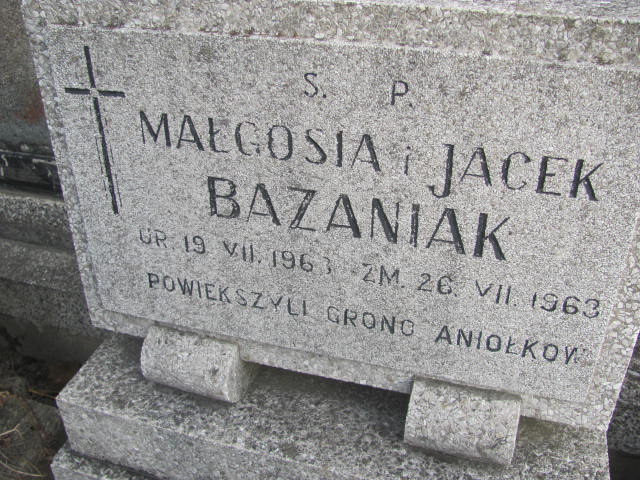 S. P.
MAŁGOSIA i JACEK
BAZANIAK
UR. 19. VII. 1963 ZM. 26. VII. 1963
POWIEKSZYLI GRONO ANIOŁKOW